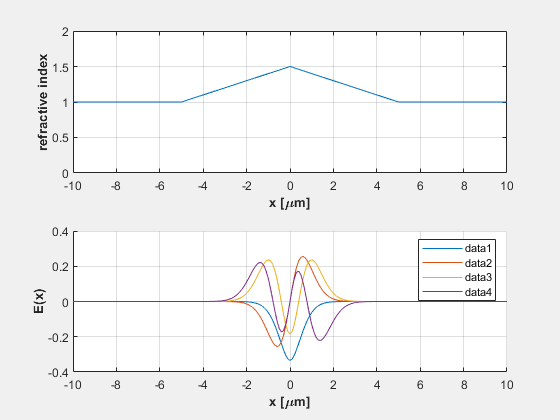 2
1.5
1
0.5
0
refractive index
-10 -8 -6 -4 -2 0 2 4 6 8 10
x [μm]
0.4
0.2
0
-0.2
-0.4
E(x)
data1
data2
data3
data4
-10 -8 -6 -4 -2 0 2 4 6 8 10
x [μm]